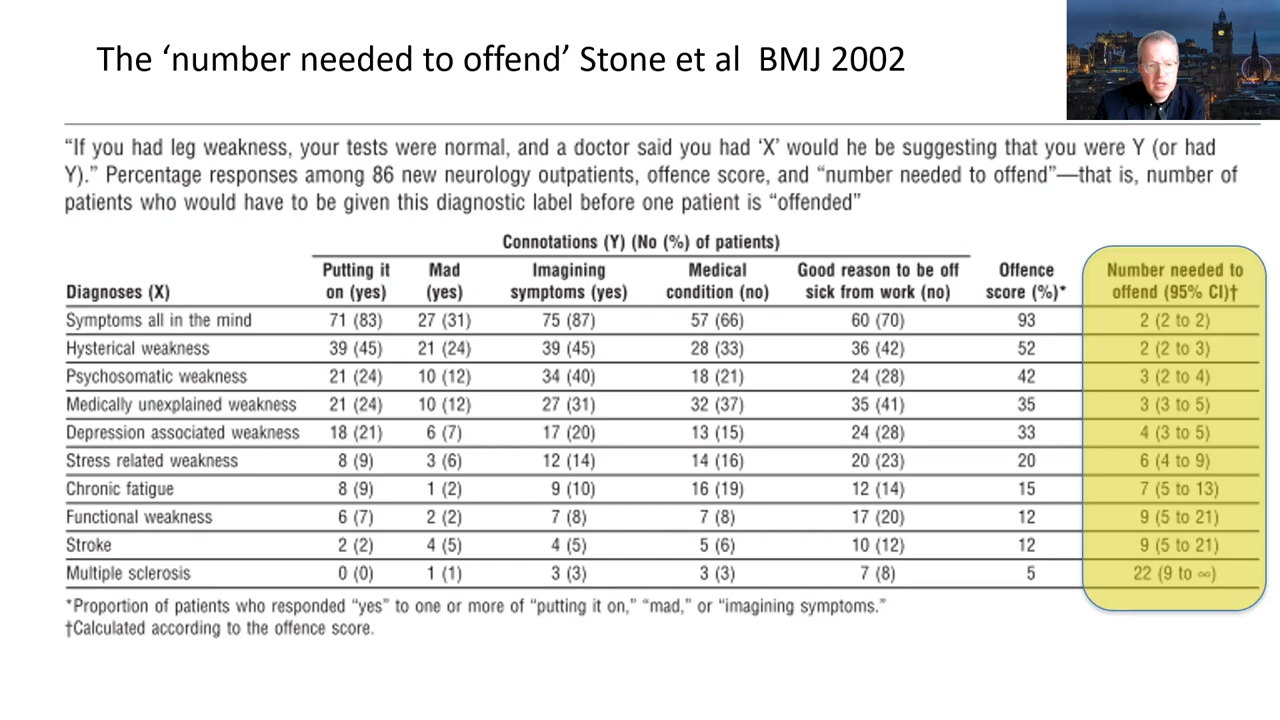 The ‘number needed to offend’ Stone et al  BMJ 2002
“If you had leg weakness, your tests were normal, and a doctor said you had ‘X’ would he be suggesting that you were Y (or had
Y).” Percentage responses among 86 new neurology outpatients, offence score, and “number needed to offend”—that is, number of
patients who would have to be given this diagnostic label before one patient is “offended”
Connotations (Y) (No (%) of patients)
Diagnoses (X) Putting it on (yes) Mad (yes) Imagining symptoms (yes) Medical condition (no) Good reason to be off sick from work (no) Offence score (%)* Number needed to offend (95% CI)†
Symptoms all in the mind 71 (83) 27 (31) 75 (87) 57 (66) 60 (70) 93 2 (2 to 2)
Hysterical weakness 39 (45) 21 (24) 39 (45) 28 (33) 36 (42) 52 2 (2 to 3)
Psychosomatic weakness 21 (24) 10 (12) 34 (40) 18 (21) 24 (28) 42 3 (2 to 4)
Medically unexplained weakness 21 (24) 10 (12) 27 (31) 32 (37) 35 (41) 35 3 (3 to 5)
Depression associated weakness 18 (21) 6 (7) 17 (20) 13 (15) 24 (28) 33 4 (3 to 5)
Stress related weakness 8 (9) 3 (6) 12 (14) 14 (16) 20 (23) 20 6 (4 to 9)
Chronic fatigue 8 (9) 1 (2) 9 (10) 16 (19) 12 (14) 15 7 (5 to 13)
Functional weakness 6 (7) 2 (2) 7 (8) 7 (8) 17 (20) 12 9 (5 to 21)
Stroke 2 (2) 4 (5) 4 (5) 5 (6) 10 (12) 12 9 (5 to 21)
Multiple sclerosis 0 (0) 1 (1) 3 (3) 3 (3) 7 (8) 5 22 (9 to ∞)
*Proportion of patients who responded “yes” to one or more of “putting it on,” “mad,” or “imagining symptoms.”
†Calculated according to the offence score.